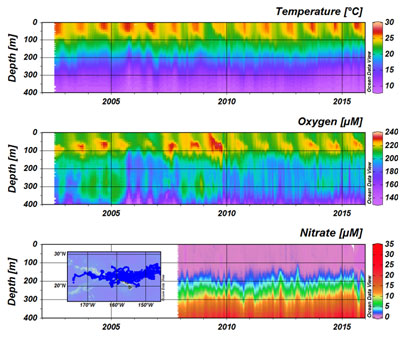 Temperature [°C]
Depth [m]
0
100
200
300
400
2005
2010
2015
30
25
20
15
10
Ocean Data View
Oxygen [µM]
Depth [m]
0
100
200
300
400
2005
2010
2015
240
220
200
180
160
140
Ocean Data View
Nitrate [µM]
Depth [m]
0
100
200
300
400
30°N
20°N
170°W
160°W
150°W
Ocean Data View
2005
2010
2015
35
30
25
20
15
10
5
0
Ocean Data View